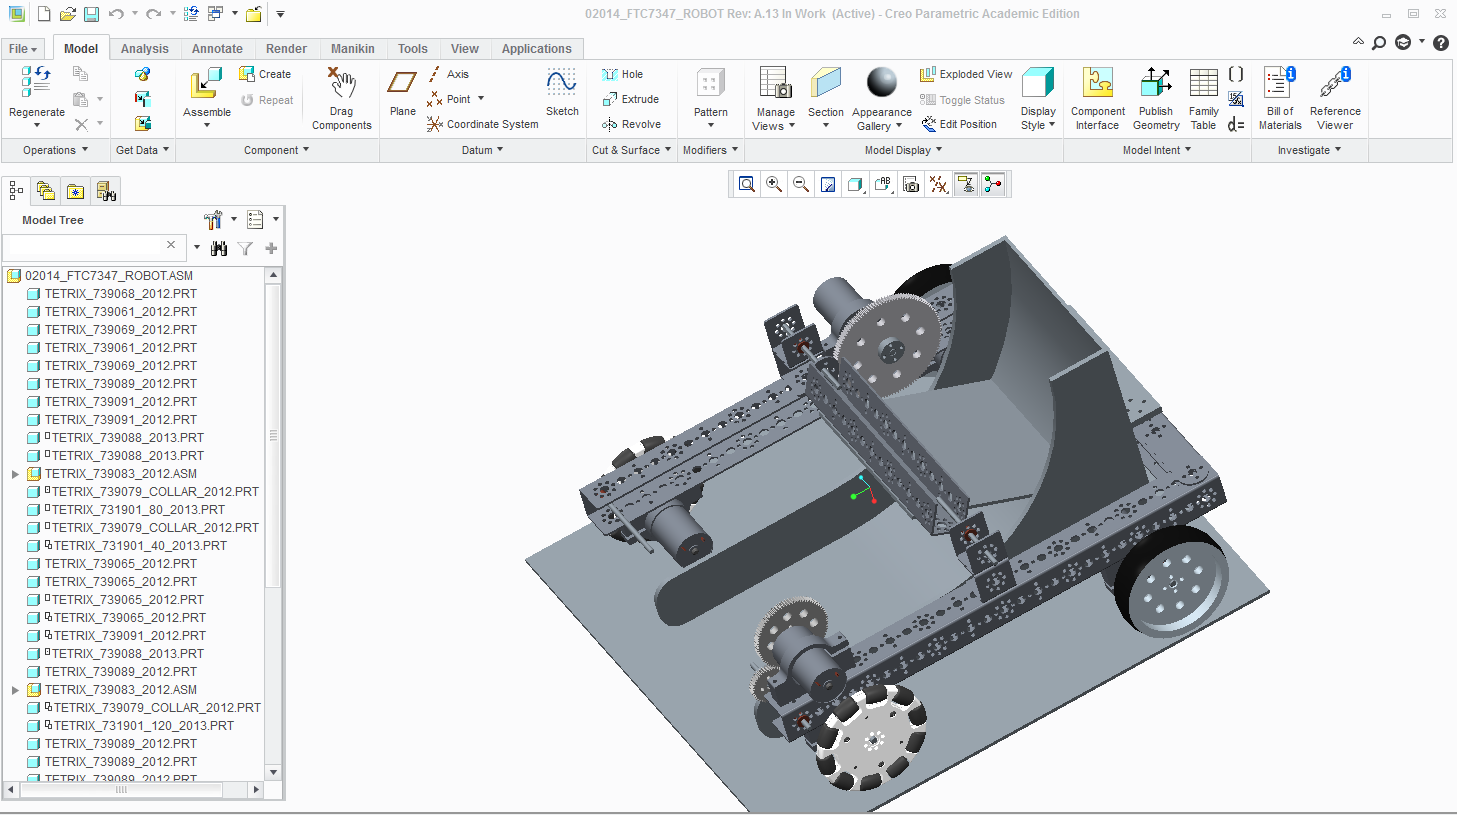 02014_FTC7347_ROBOT Rev: A.13 In Work (Active) - Creo Parametric Academic Edition
File Model Analysis Annotate Render Manikin Tools View Applications
Regenerate
Operations
Get Data
Assemble
Create
Repeat
Drag
Components
Component
Plane
Axis
Point
Coordinate System
Sketch
Datum
Hole
Extrude
Revolve
Cut & Surface
Pattern
Modifiers
Manage
Views
Section
Appearance
Gallery
Exploded View
Toggle Status
Edit Position
Display
Style
Model Display
Component
Interface
Publish
Geometry
Family
Table
d=
Model Intent
Bill of
Materials
Reference
Viewer
Investigate
AB
Model Tree
02014_FTC7347_ROBOT.ASM
TETRIX_739068_2012.PRT
TETRIX_739061_2012.PRT
TETRIX_739069_2012.PRT
TETRIX_739061_2012.PRT
TETRIX_739069_2012.PRT
TETRIX_739089_2012.PRT
TETRIX_739091_2012.PRT
TETRIX_739091_2012.PRT
TETRIX_739088_2013.PRT
TETRIX_739088_2013.PRT
TETRIX_739083_2012.ASM
TETRIX_739079_COLLAR_2012.PRT
TETRIX_731901_80_2013.PRT
TETRIX_739079_COLLAR_2012.PRT
TETRIX_731901_40_2013.PRT
TETRIX_739065_2012.PRT
TETRIX_739065_2012.PRT
TETRIX_739065_2012.PRT
TETRIX_739065_2012.PRT
TETRIX_739091_2012.PRT
TETRIX_739088_2013.PRT
TETRIX_739089_2012.PRT
TETRIX_739083_2012.ASM
TETRIX_739079_COLLAR_2012.PRT
TETRIX_731901_120_2013.PRT
TETRIX_739089_2012.PRT
TETRIX_739089_2012.PRT
TETRIX_739089_2012.PRT